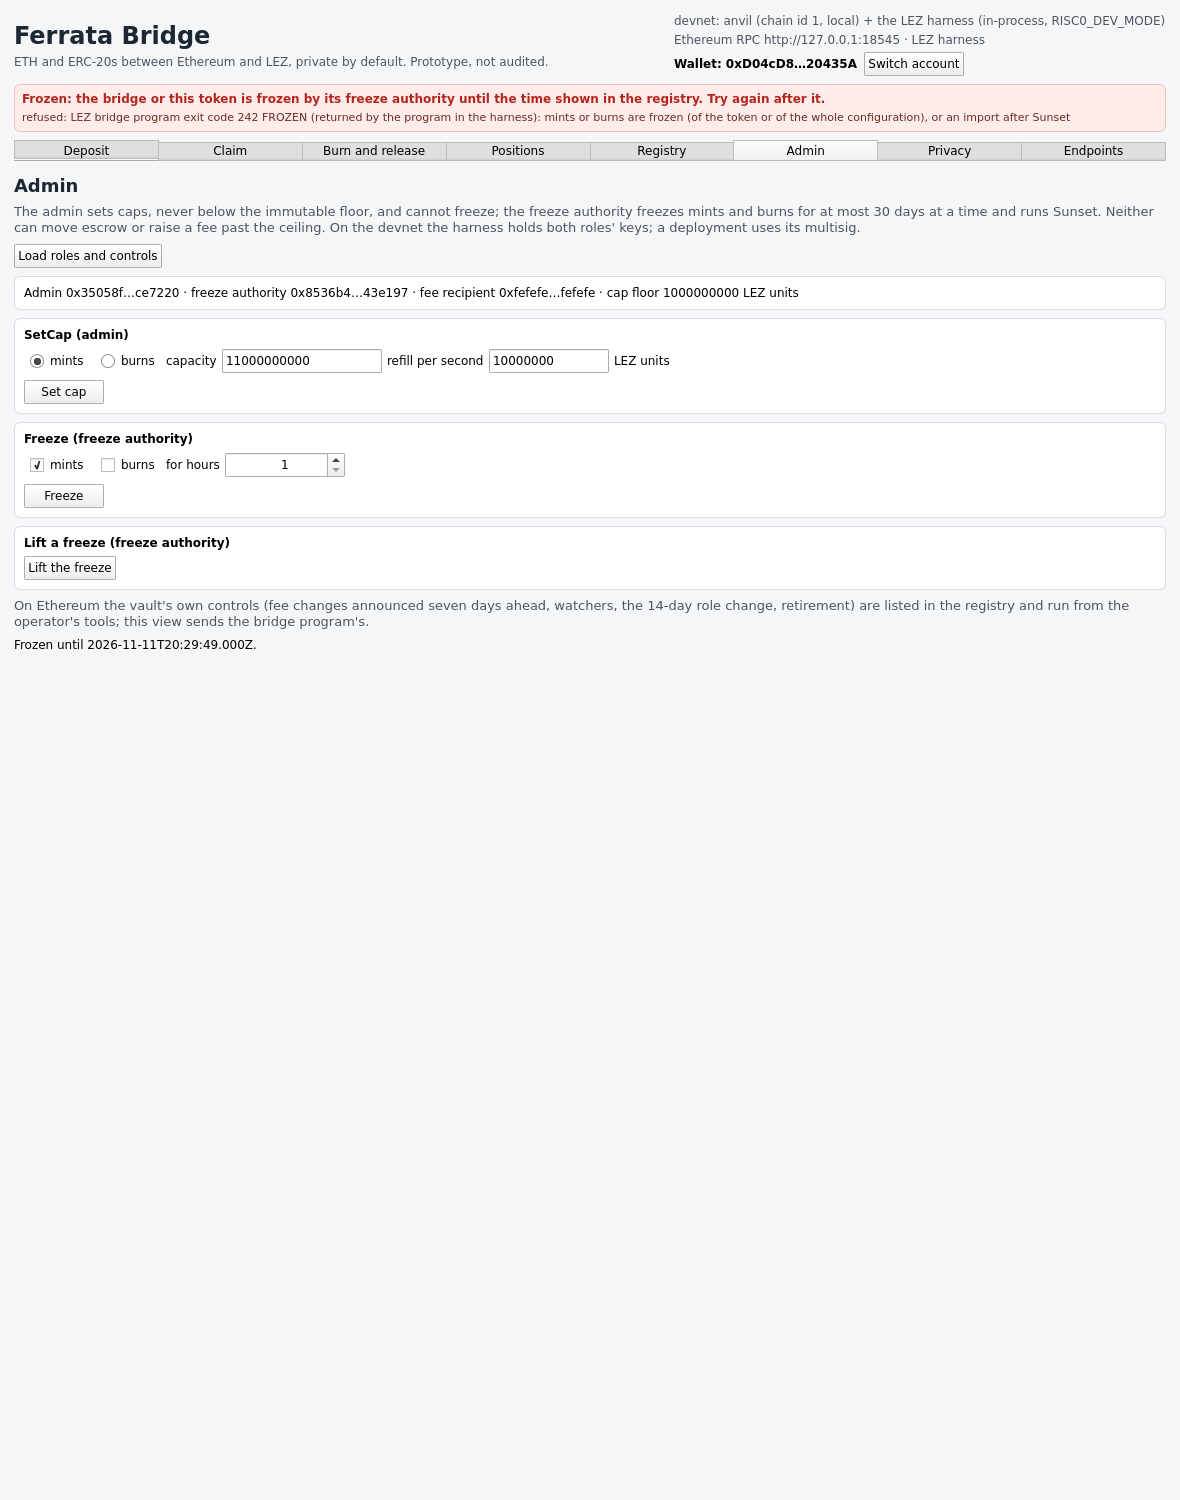 Ferrata Bridge
ETH and ERC-20s between Ethereum and LEZ, private by default. Prototype, not audited.
devnet: anvil (chain id 1, local) + the LEZ harness (in-process, RISC0_DEV_MODE)
Ethereum RPC http://127.0.0.1:18545 · LEZ harness
Wallet: 0xD04cD8…20435A Switch account
Frozen: the bridge or this token is frozen by its freeze authority until the time shown in the registry. Try again after it.
refused: LEZ bridge program exit code 242 FROZEN (returned by the program in the harness): mints or burns are frozen (of the token or of the whole configuration), or an import after Sunset
Deposit Claim Burn and release Positions Registry Admin Privacy Endpoints
Admin
The admin sets caps, never below the immutable floor, and cannot freeze; the freeze authority freezes mints and burns for at most 30 days at a time and runs Sunset. Neither
can move escrow or raise a fee past the ceiling. On the devnet the harness holds both roles' keys; a deployment uses its multisig.
Load roles and controls
Admin 0x35058f…ce7220 · freeze authority 0x8536b4…43e197 · fee recipient 0xfefefe…fefefe · cap floor 1000000000 LEZ units
SetCap (admin)
mints burns capacity 11000000000 refill per second 10000000 LEZ units
Set cap
Freeze (freeze authority)
mints burns for hours 1
Freeze
Lift a freeze (freeze authority)
Lift the freeze
On Ethereum the vault's own controls (fee changes announced seven days ahead, watchers, the 14-day role change, retirement) are listed in the registry and run from the
operator's tools; this view sends the bridge program's.
Frozen until 2026-11-11T20:29:49.000Z.